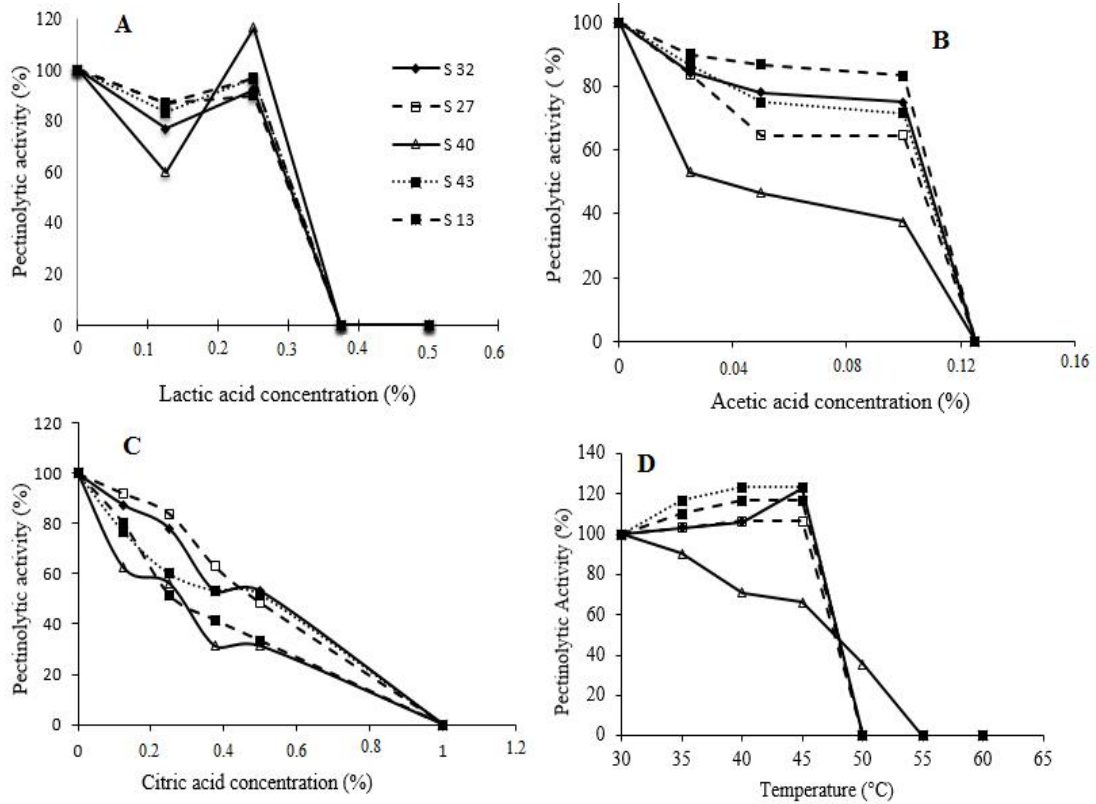 A
Pectinolytic activity (%)
120
100
80
60
40
20
0
0 0.1 0.2 0.3 0.4 0.5 0.6
Lactic acid concentration (%)
S 32
S 27
S 40
S 43
S 13
B
Pectinolytic activity ( %)
100
80
60
40
20
0
0 0.04 0.08 0.12 0.16
Acetic acid concentration (%)
C
Pectinolytic activity (%)
120
100
80
60
40
20
0
0 0.2 0.4 0.6 0.8 1 1.2
Citric acid concentration (%)
D
Pectinolytic Activity (%)
140
120
100
80
60
40
20
0
30 35 40 45 50 55 60 65
Temperature (°C)